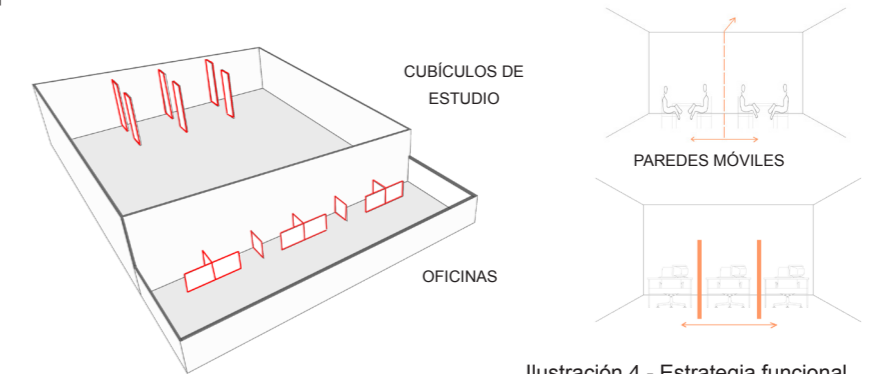 CUBÍCULOS DE
ESTUDIO
PAREDES MÓVILES
OFICINAS
Ilustración 4 - Estrategia funcional